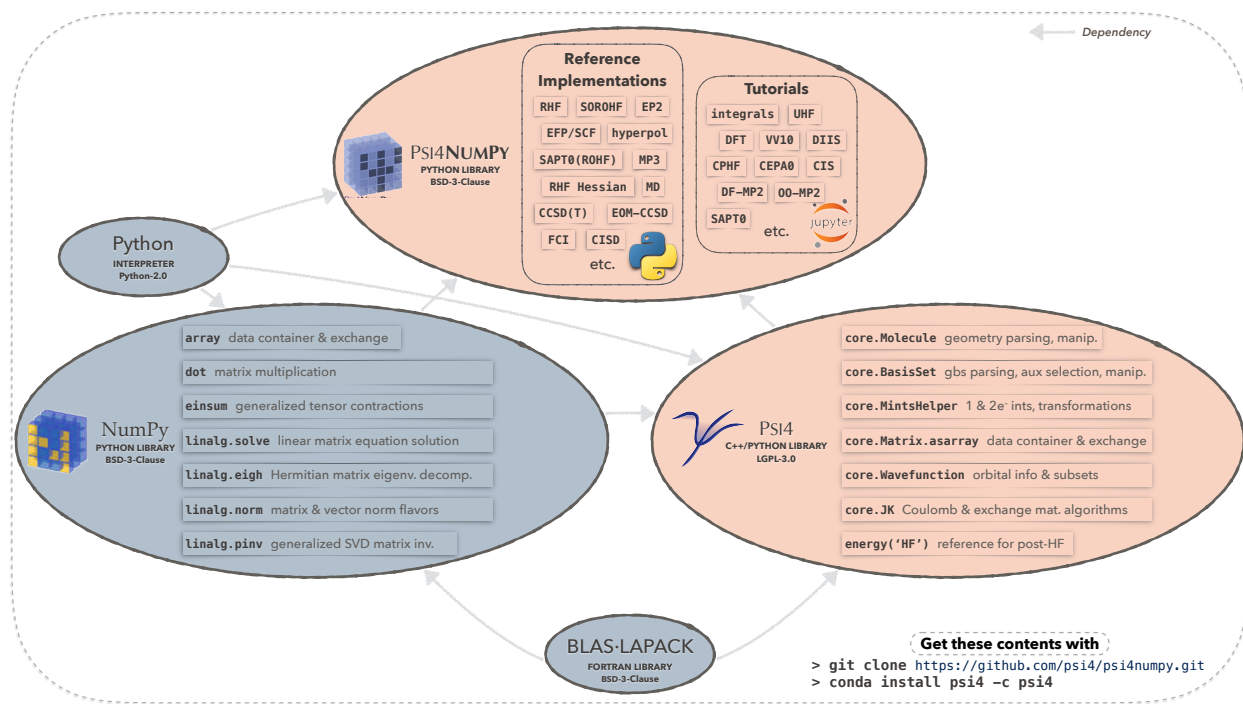 Dependency
Reference
Implementations
RHF SOROHF EP2
EFP/SCF hyperpol
SAPT0(ROHF) MP3
RHF Hessian MD
CCSD(T) EOM-CCSD
FCI CISD
etc.
Tutorials
integrals UHF
DFT VV10 DIIS
CPHF CEPA0 CIS
DF-MP2 OO-MP2
SAPT0
etc.
jupyter
PSI4NUMPY
PYTHON LIBRARY
BSD-3-Clause
Python
INTERPRETER
Python-2.0
array data container & exchange
dot matrix multiplication
einsum generalized tensor contractions
linalg.solve linear matrix equation solution
linalg.eigh Hermitian matrix eigenv. decomp.
linalg.norm matrix & vector norm flavors
linalg.pinv generalized SVD matrix inv.
NumPy
PYTHON LIBRARY
BSD-3-Clause
PSI4
C++/PYTHON LIBRARY
LGPL-3.0
core.Molecule geometry parsing, manip.
core.BasisSet gbs parsing, aux selection, manip.
core.MintsHelper 1 & 2e⁻ ints, transformations
core.Matrix.asarray data container & exchange
core.Wavefunction orbital info & subsets
core.JK Coulomb & exchange mat. algorithms
energy(‘HF’) reference for post-HF
BLAS·LAPACK
FORTRAN LIBRARY
BSD-3-Clause
Get these contents with
> git clone https://github.com/psi4/psi4numpy.git
> conda install psi4 -c psi4